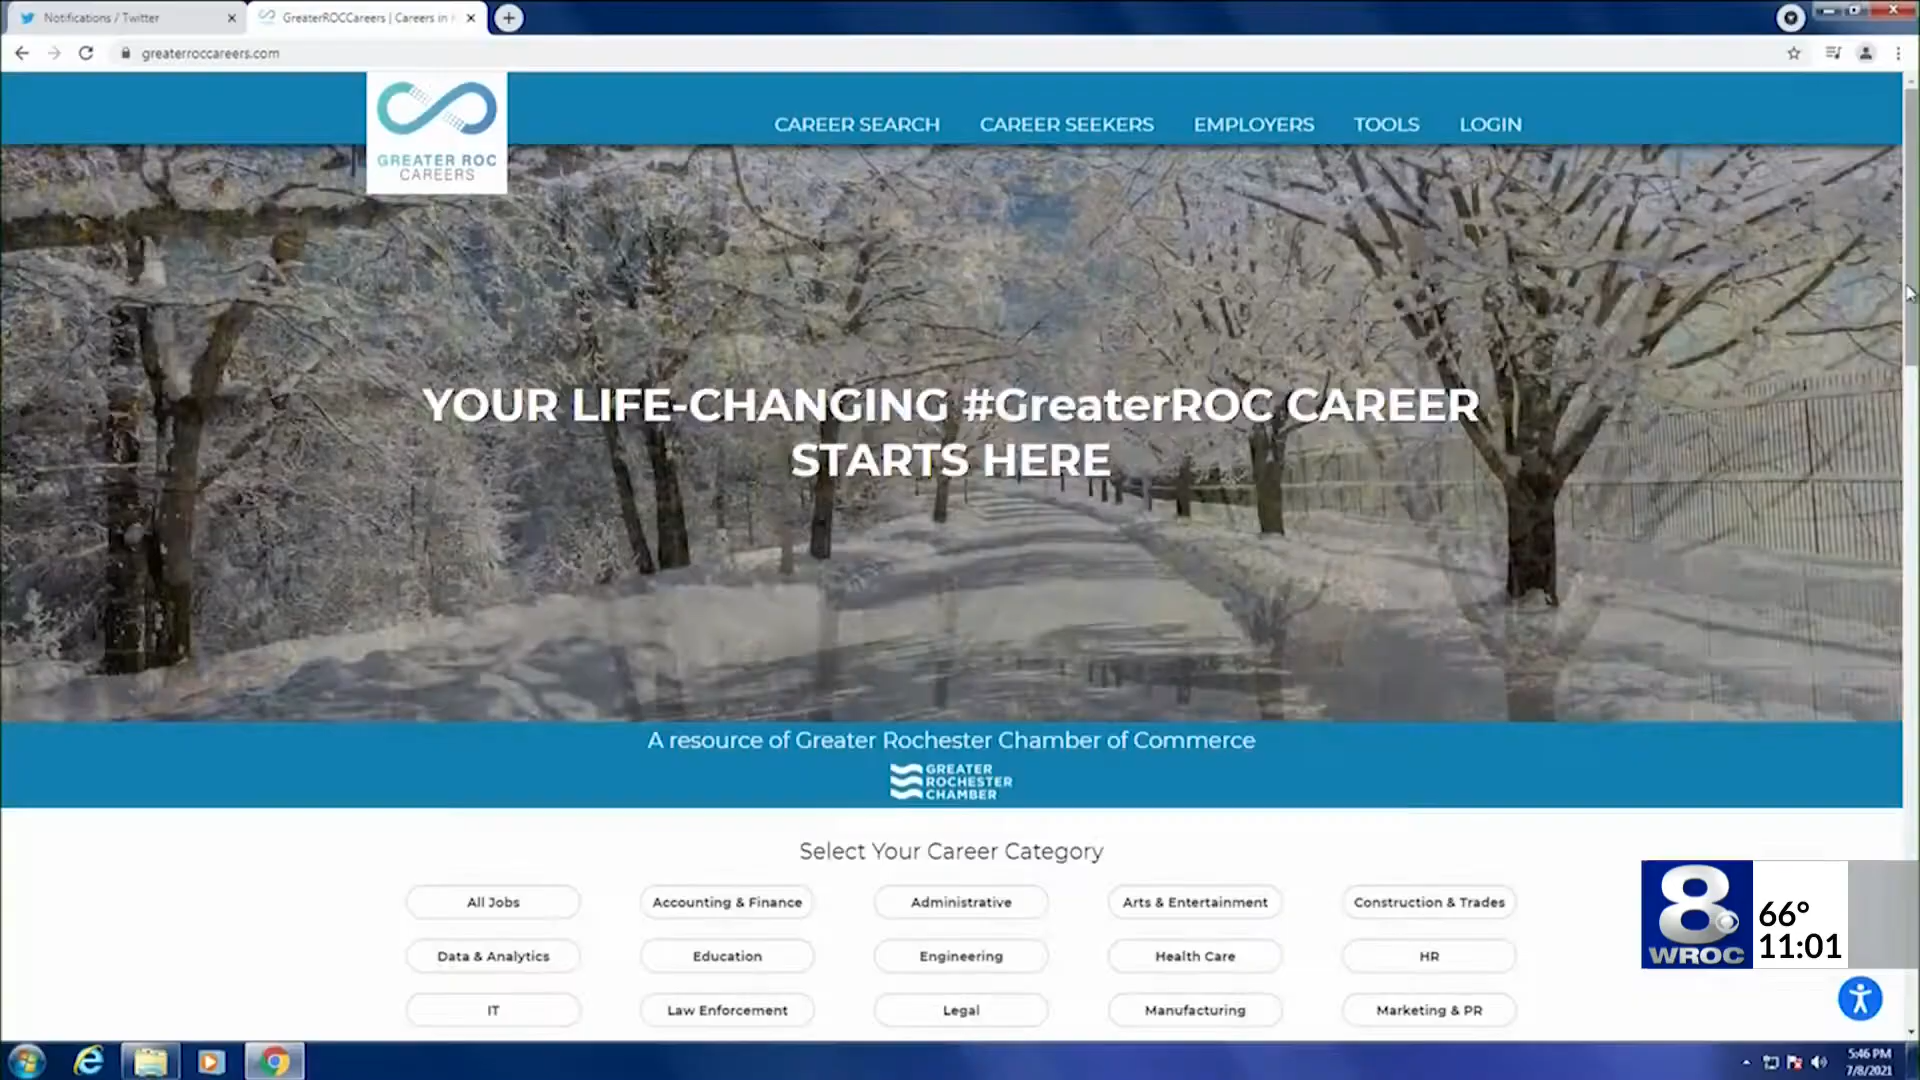 Notifications / Twitter
GreaterROCCareers | Careers in
greaterroccareers.com
GREATER ROC
CAREERS
CAREER SEARCH
CAREER SEEKERS
EMPLOYERS
TOOLS
LOGIN
YOUR LIFE-CHANGING #GreaterROC CAREER
STARTS HERE
A resource of Greater Rochester Chamber of Commerce
GREATER
ROCHESTER
CHAMBER
Select Your Career Category
All Jobs
Accounting & Finance
Administrative
Arts & Entertainment
Construction & Trades
Data & Analytics
Education
Engineering
Health Care
HR
IT
Law Enforcement
Legal
Manufacturing
Marketing & PR
8
WROC
66°
11:01
5:46 PM
7/8/2021